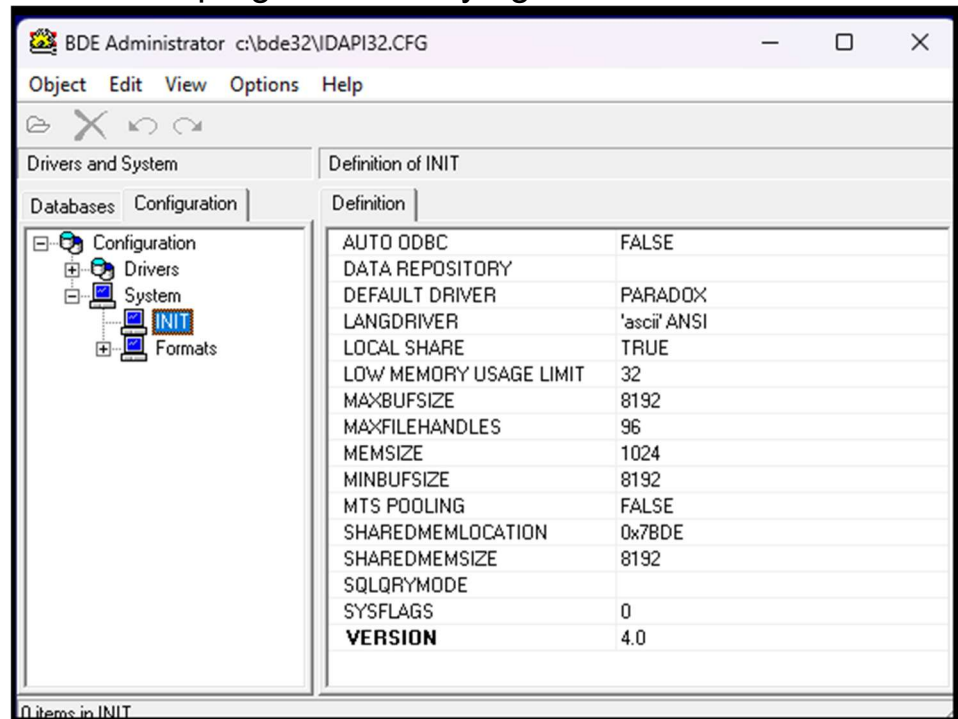 BDE Administrator c:\bde32\IDAPI32.CFG
Object Edit View Options Help
Drivers and System
Definition of INIT
Databases Configuration
Definition
Configuration
Drivers
System
INIT
Formats
AUTO ODBC FALSE
DATA REPOSITORY
DEFAULT DRIVER PARADOX
LANGDRIVER 'ascii' ANSI
LOCAL SHARE TRUE
LOW MEMORY USAGE LIMIT 32
MAXBUFSIZE 8192
MAXFILEHANDLES 96
MEMSIZE 1024
MINBUFSIZE 8192
MTS POOLING FALSE
SHAREDMEMLOCATION 0x7BDE
SHAREDMEMSIZE 8192
SQLQRYMODE
SYSFLAGS 0
VERSION 4.0
0 items in INIT